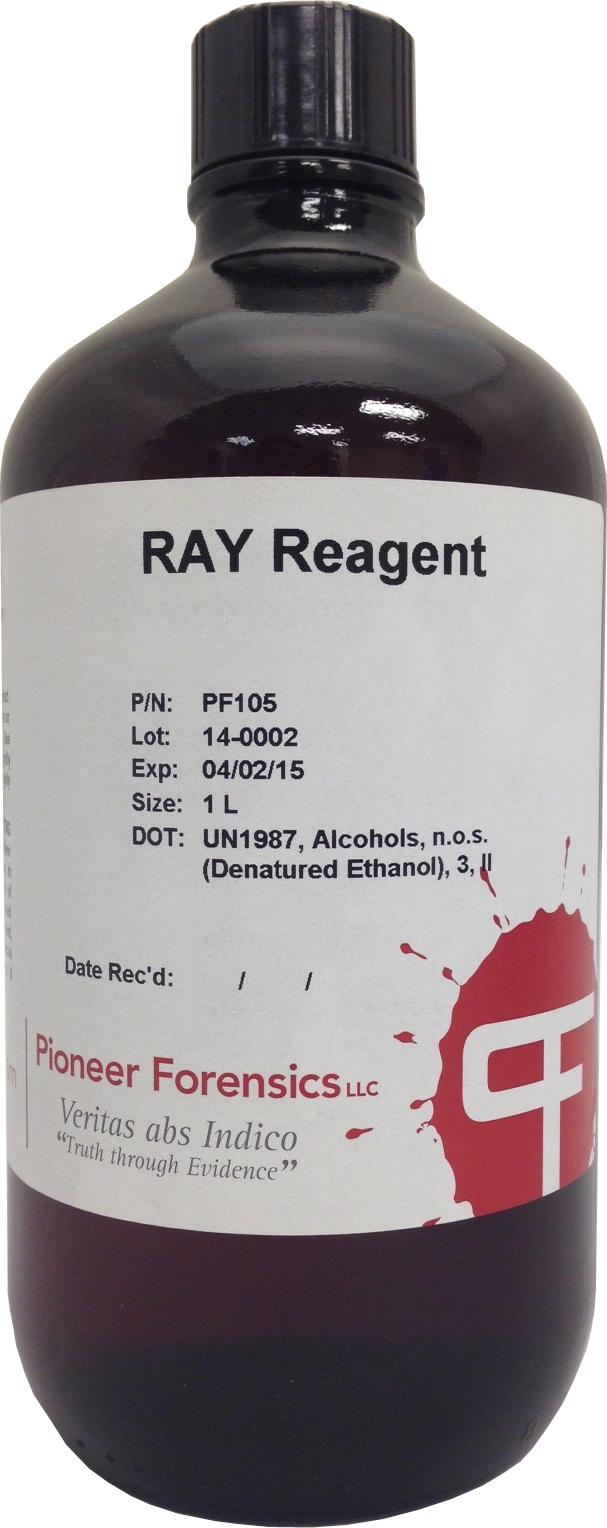 RAY Reagent
P/N: PF105
Lot: 14-0002
Exp: 04/02/15
Size: 1 L
DOT: UN1987, Alcohols, n.o.s.
(Denatured Ethanol), 3, II
Date Rec'd: / /
Pioneer Forensics LLC
Veritas abs Indico
“Truth through Evidence”
PF